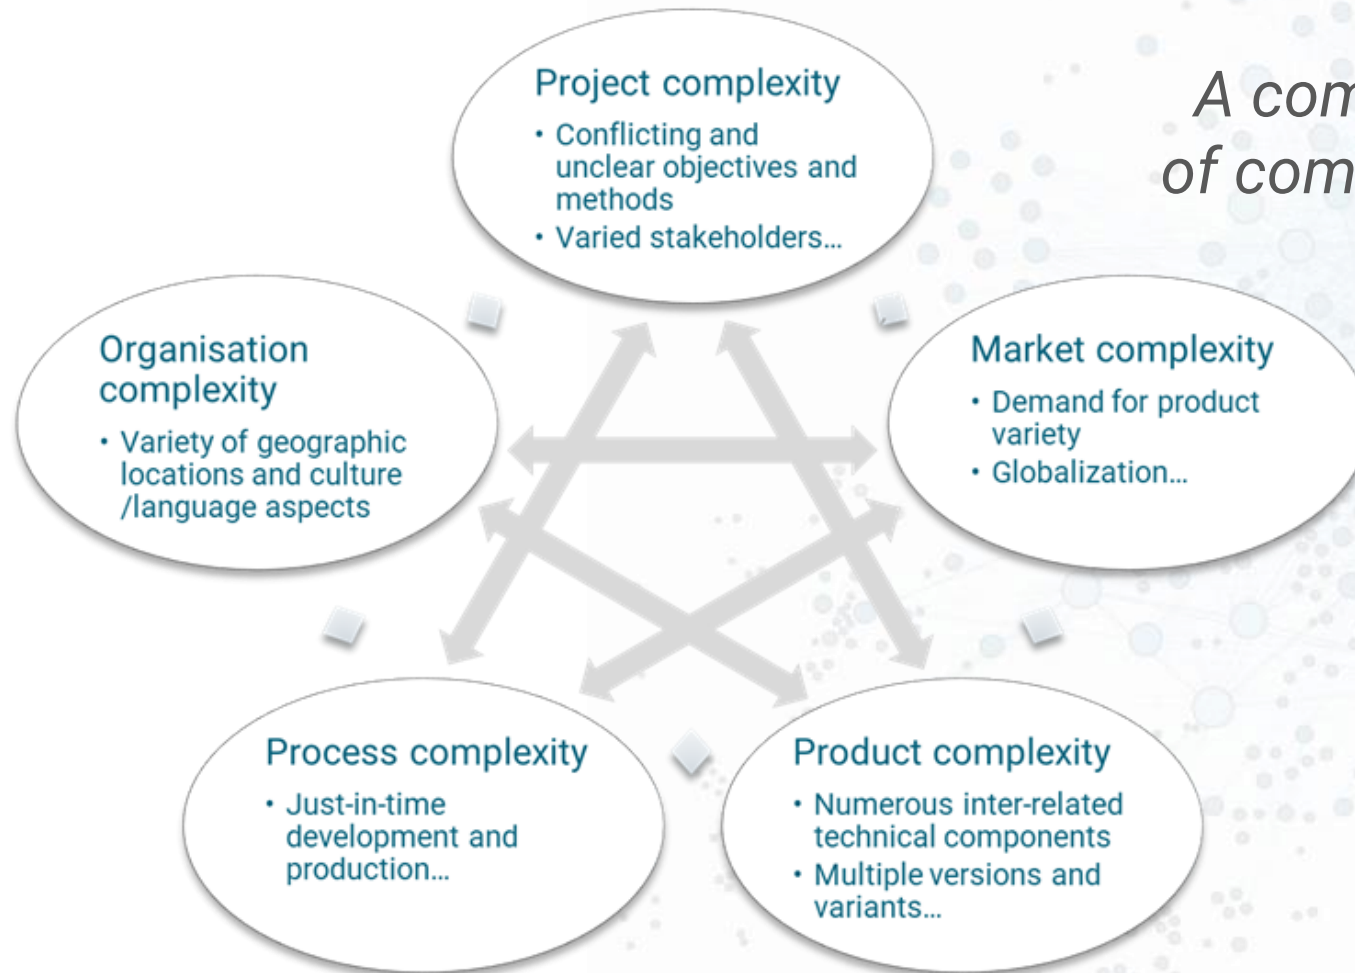 Project complexity
• Conflicting and
unclear objectives and
methods
• Varied stakeholders…
A com
of com
Organisation
complexity
• Variety of geographic
locations and culture
/language aspects
Market complexity
• Demand for product
variety
• Globalization…
Process complexity
• Just-in-time
development and
production…
Product complexity
• Numerous inter-related
technical components
• Multiple versions and
variants…